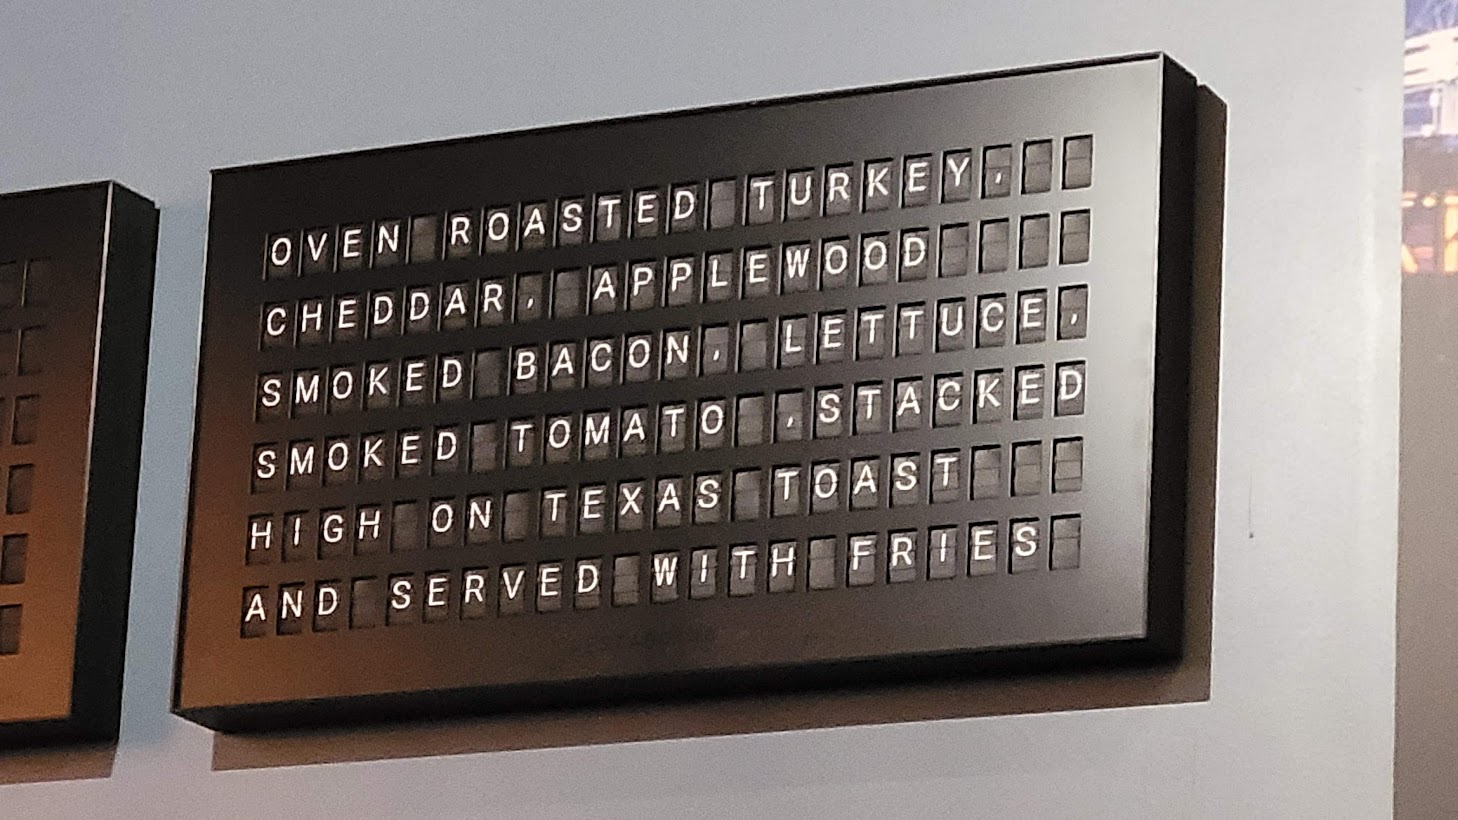 OVEN ROASTED TURKEY,
CHEDDAR, APPLEWOOD
SMOKED BACON, LETTUCE,
SMOKED TOMATO ,STACKED
HIGH ON TEXAS TOAST
AND SERVED WITH FRIES